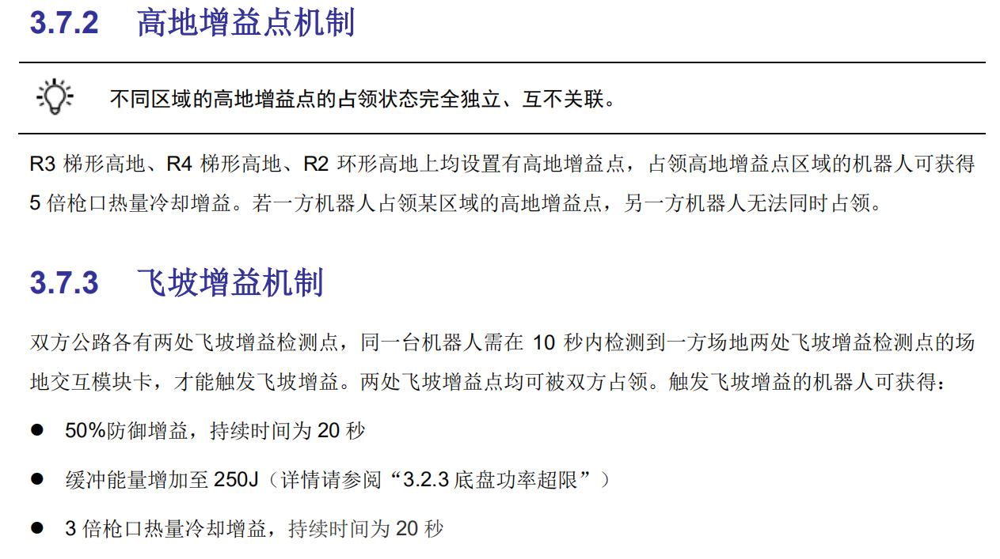 3.7.2 高地增益点机制
不同区域的高地增益点的占领状态完全独立、互不关联。
R3 梯形高地、R4 梯形高地、R2 环形高地上均设置有高地增益点，占领高地增益点区域的机器人可获得
5 倍枪口热量冷却增益。若一方机器人占领某区域的高地增益点，另一方机器人无法同时占领。
3.7.3 飞坡增益机制
双方公路各有两处飞坡增益检测点，同一台机器人需在 10 秒内检测到一方场地两处飞坡增益检测点的场
地交互模块卡，才能触发飞坡增益。两处飞坡增益点均可被双方占领。触发飞坡增益的机器人可获得：
● 50%防御增益，持续时间为 20 秒
● 缓冲能量增加至 250J（详情请参阅“3.2.3 底盘功率超限”）
● 3 倍枪口热量冷却增益，持续时间为 20 秒